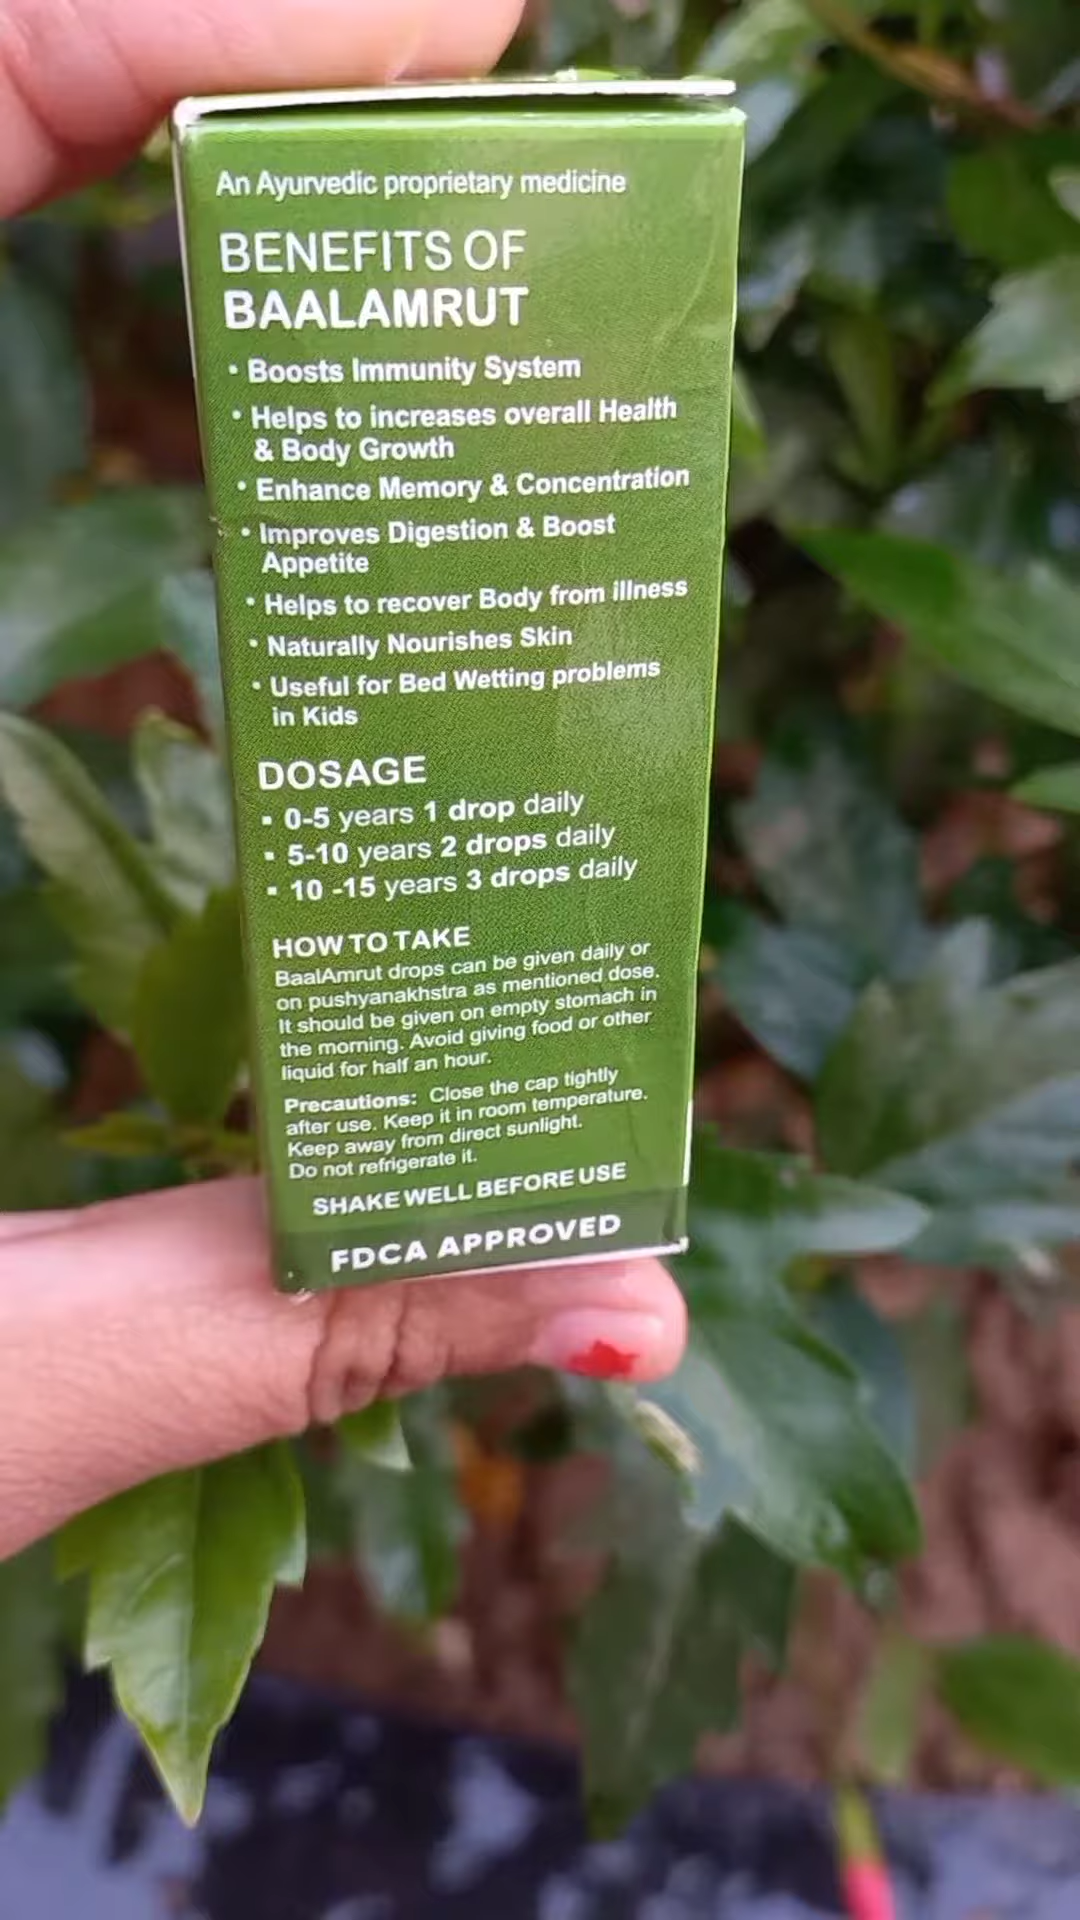 An Ayurvedic proprietary medicine
BENEFITS OF
BAALAMRUT
• Boosts Immunity System
• Helps to increases overall Health
& Body Growth
• Enhance Memory & Concentration
• Improves Digestion & Boost
Appetite
• Helps to recover Body from illness
• Naturally Nourishes Skin
• Useful for Bed Wetting problems
in Kids
DOSAGE
▪ 0-5 years 1 drop daily
▪ 5-10 years 2 drops daily
▪ 10 -15 years 3 drops daily
HOW TO TAKE
BaalAmrut drops can be given daily or
on pushyanakhstra as mentioned dose.
It should be given on empty stomach in
the morning. Avoid giving food or other
liquid for half an hour.
Precautions: Close the cap tightly
after use. Keep it in room temperature.
Keep away from direct sunlight.
Do not refrigerate it.
SHAKE WELL BEFORE USE
FDCA APPROVED